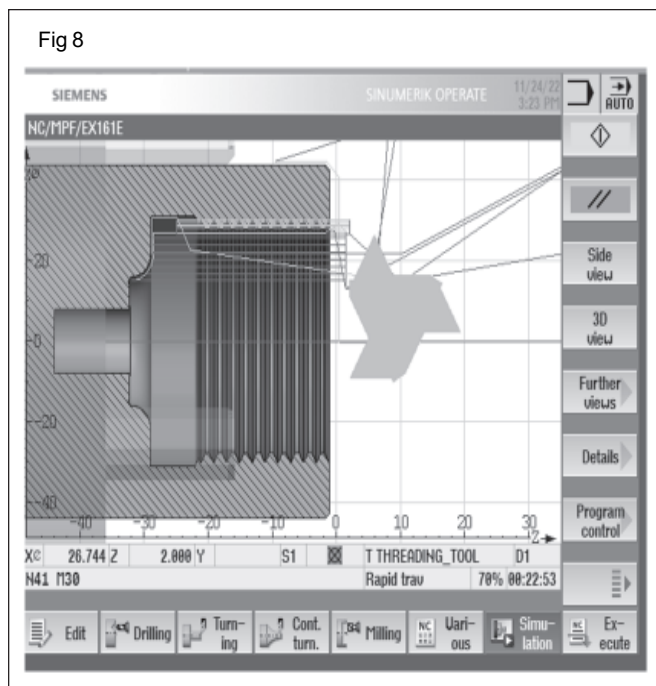 Fig 8
SIEMENS
SINUMERIK OPERATE
11/24/22
3:23 PM
AUTO
NC/MPF/EX161E
Side
view
3D
view
Further
views
Details
Program
control
-20
-0
-20
-40
-40 -30 -20 -10 0 10 20 30
Z
X 26.744 Z 2.000 Y S1 T THREADING_TOOL D1
N41 M30 Rapid trav 70% 00:22:53
Edit
Drilling
Turn-
ing
Cont.
turn.
Milling
NC
Vari-
ous
Simu-
lation
NC
Ex-
ecute